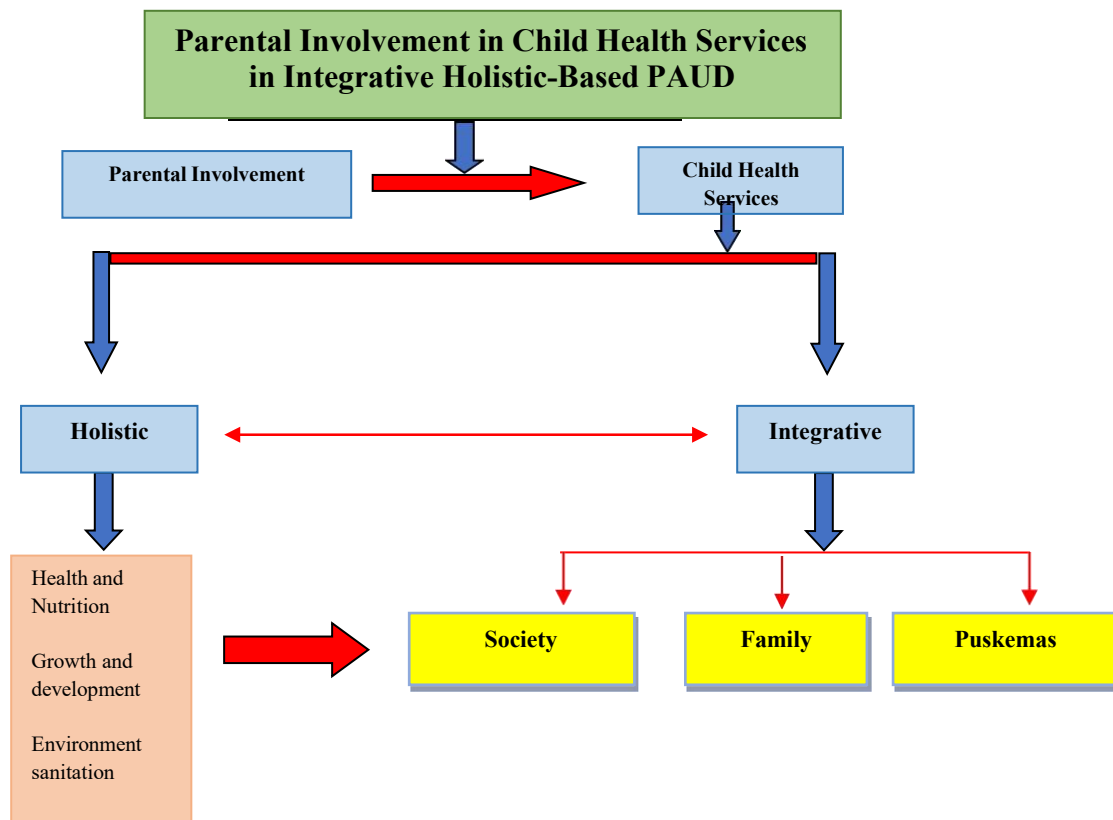 Parental Involvement in Child Health Services
in Integrative Holistic-Based PAUD
Parental Involvement
Child Health
Services
Holistic
Integrative
Health and
Nutrition
Growth and
development
Environment
sanitation
Society
Family
Puskemas